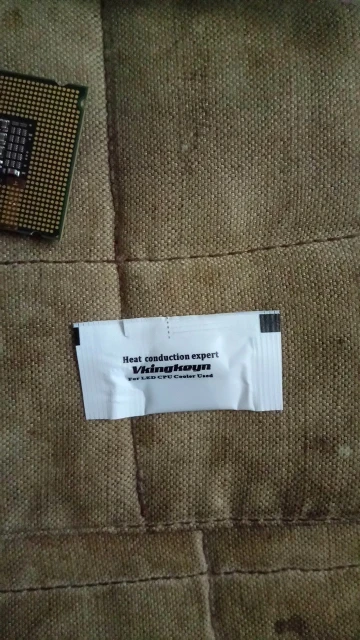 Heat conduction expert
Vkingkeyn
For LED CPU Cooler Used